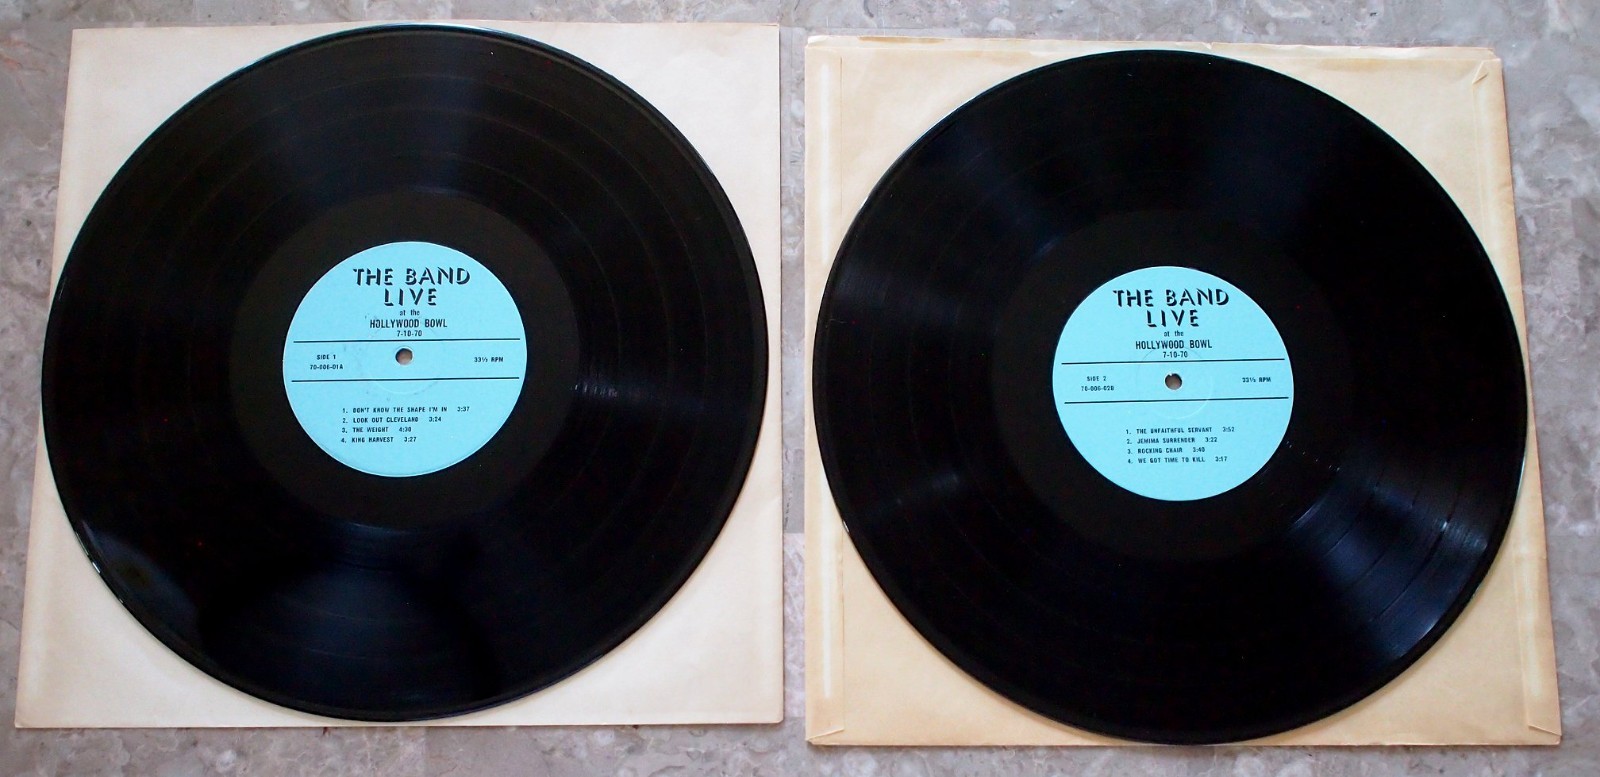 THE BAND
LIVE
at the
HOLLYWOOD BOWL
7-10-70
SIDE 1
70-006-01A
33⅓ RPM
1. DON'T KNOW THE SHAPE I'M IN 3:37
2. LOOK OUT CLEVELAND 3:24
3. THE WEIGHT 4:30
4. KING HARVEST 3:27
THE BAND
LIVE
at the
HOLLYWOOD BOWL
7-10-70
SIDE 2
70-006-02B
33⅓ RPM
1. THE UNFAITHFUL SERVANT 3:52
2. JEMIMA SURRENDER 3:22
3. ROCKING CHAIR 3:40
4. WE GOT TIME TO KILL 3:17